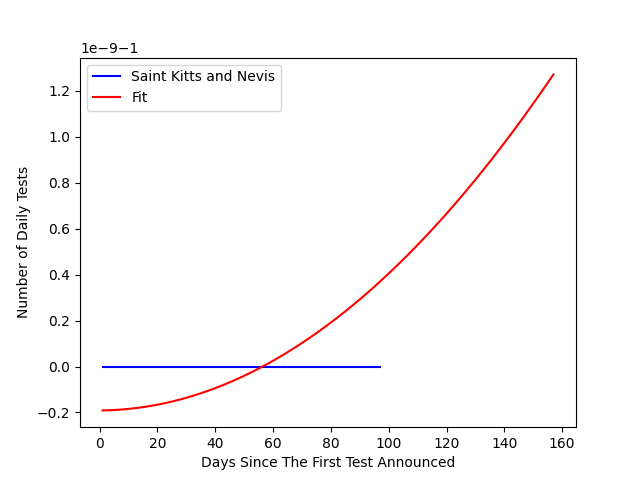 1e−9−1
Saint Kitts and Nevis
Fit
1.2
1.0
0.8
0.6
0.4
0.2
0.0
−0.2
Number of Daily Tests
0 20 40 60 80 100 120 140 160
Days Since The First Test Announced